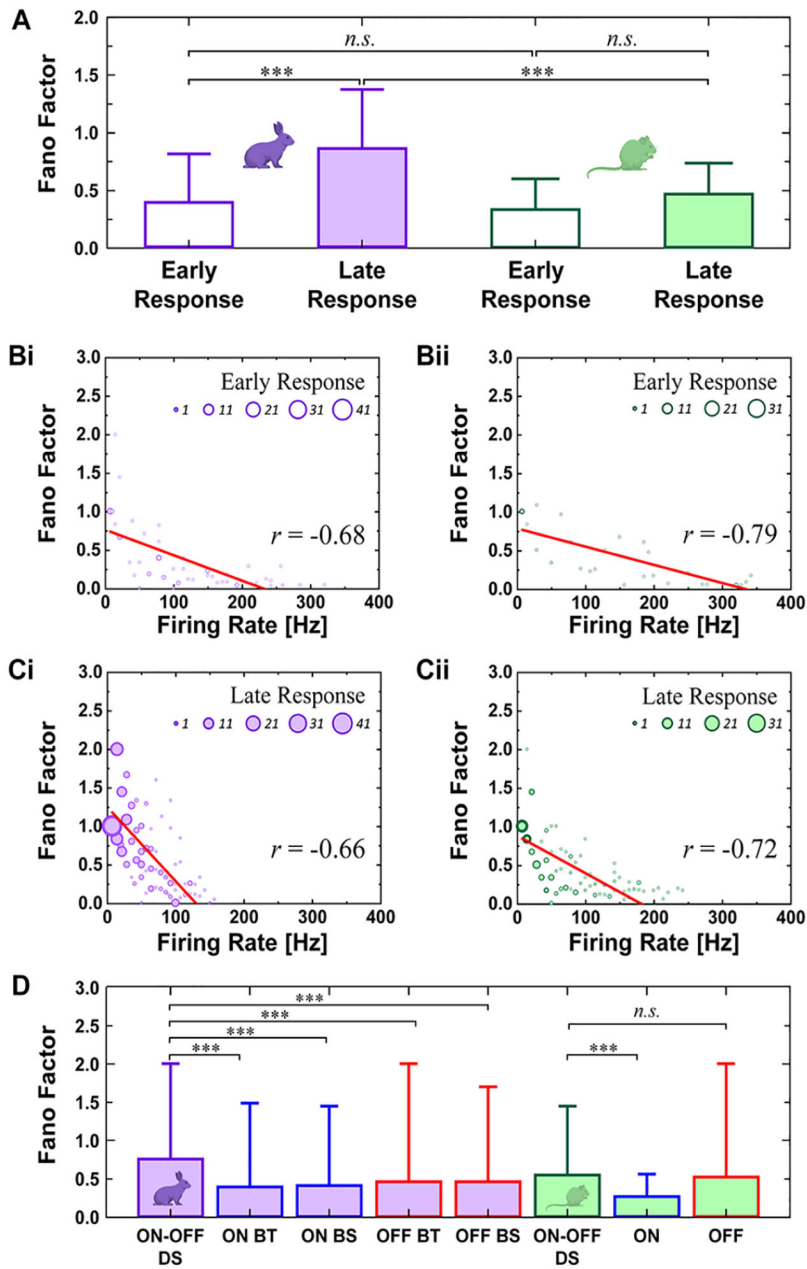 A
2.0
n.s.
n.s.
1.5
***
***
1.0
0.5
0.0
Fano Factor
Early
Response
Late
Response
Early
Response
Late
Response
Bi
3.0
Early Response
2.5
1 11 21 31 41
2.0
1.5
1.0
r = -0.68
0.5
0.0
Fano Factor
0 100 200 300 400
Firing Rate [Hz]
Bii
3.0
Early Response
2.5
1 11 21 31
2.0
1.5
1.0
r = -0.79
0.5
0.0
Fano Factor
0 100 200 300 400
Firing Rate [Hz]
Ci
3.0
Late Response
2.5
1 11 21 31 41
2.0
1.5
1.0
r = -0.66
0.5
0.0
Fano Factor
0 100 200 300 400
Firing Rate [Hz]
Cii
3.0
Late Response
2.5
1 11 21 31
2.0
1.5
1.0
r = -0.72
0.5
0.0
Fano Factor
0 100 200 300 400
Firing Rate [Hz]
D
3.0
***
n.s.
2.5
***
***
***
***
2.0
1.5
1.0
0.5
0.0
Fano Factor
ON-OFF
DS
ON BT
ON BS
OFF BT
OFF BS
ON-OFF
DS
ON
OFF